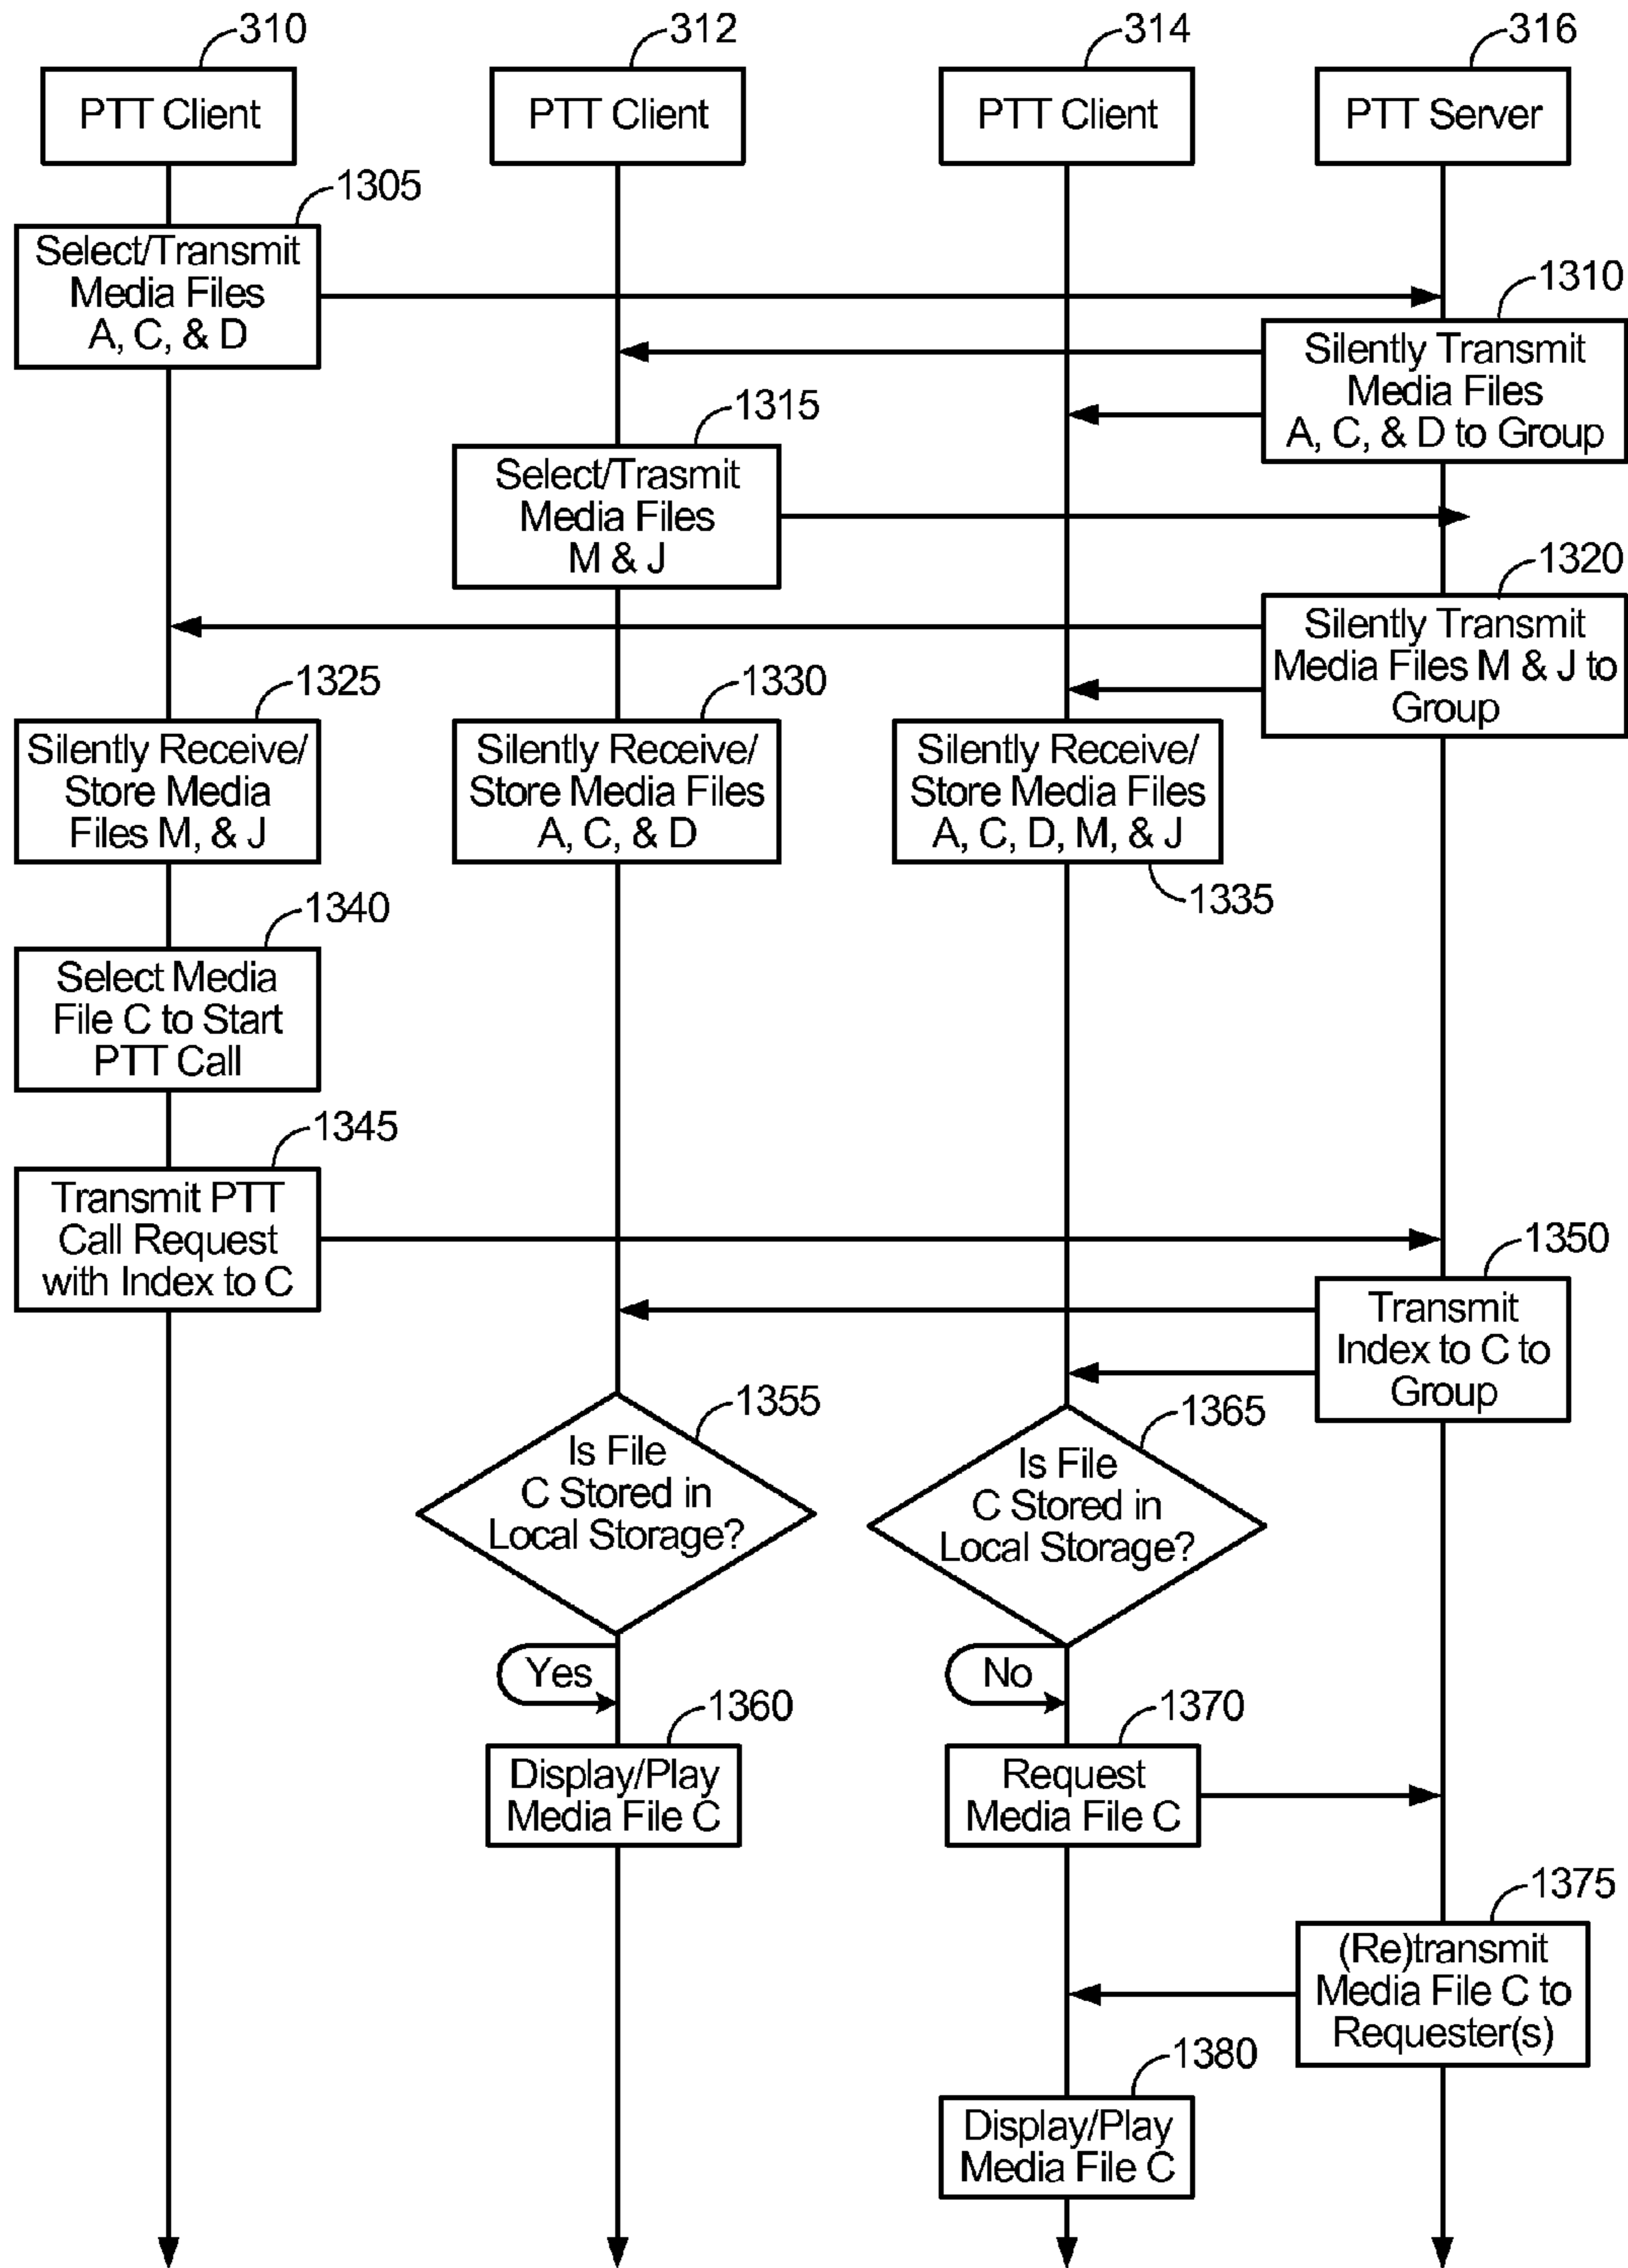 310
312
314
316
PTT Client
PTT Client
PTT Client
PTT Server
1305
Select/Transmit
Media Files
A, C, & D
1310
Silently Transmit
Media Files
A, C, & D to Group
1315
Select/Trasmit
Media Files
M & J
1320
Silently Transmit
Media Files M & J to
Group
1325
Silently Receive/
Store Media
Files M, & J
1330
Silently Receive/
Store Media Files
A, C, & D
Silently Receive/
Store Media Files
A, C, D, M, & J
1335
1340
Select Media
File C to Start
PTT Call
1345
Transmit PTT
Call Request
with Index to C
1350
Transmit
Index to C to
Group
1355
Is File
C Stored in
Local Storage?
1365
Is File
C Stored in
Local Storage?
Yes
No
1360
Display/Play
Media File C
1370
Request
Media File C
1375
(Re)transmit
Media File C to
Requester(s)
1380
Display/Play
Media File C